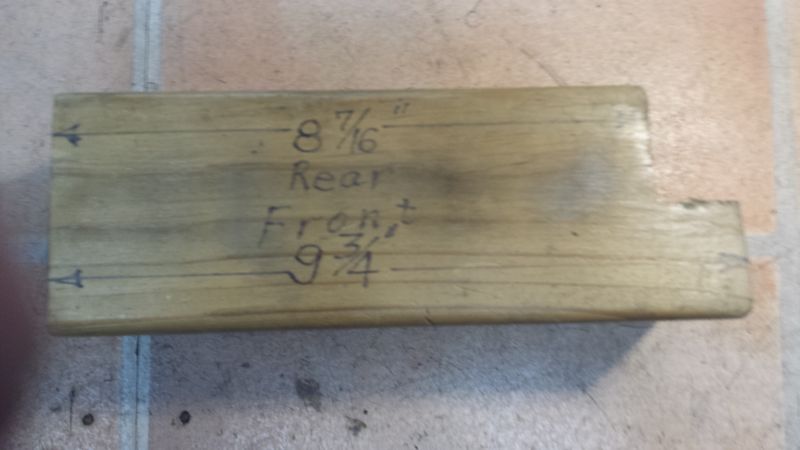 8 7/16"
Rear
Front
9 3/4"